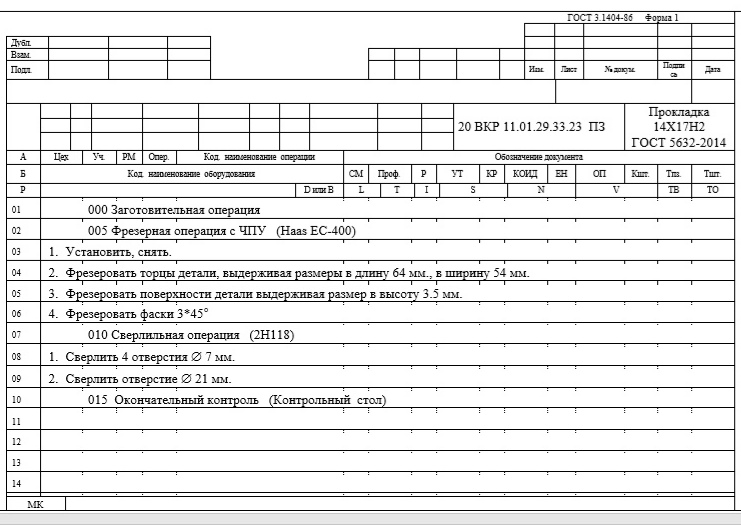 ГОСТ 3.1404-86 Форма 1
Дубл.
Взам.
Подл.
Изм. Лист № докум. Подпи са Дата
20 ВКР 11.01.29.33.23 ПЗ
Прокладка
14Х17Н2
ГОСТ 5632-2014
А Цех Уч. РМ Опер. Код. наименование операции Обозначение документа
Б Код. наименование оборудования СМ Проф. Р УТ КР КОИД ЕН ОП Кшт. Тпз. Тшт.
Р D или В L T I S N V ТВ ТО
01 000 Заготовительная операция
02 005 Фрезерная операция с ЧПУ (Haas EC-400)
03 1. Установить, снять.
04 2. Фрезеровать торцы детали, выдерживая размеры в длину 64 мм., в ширину 54 мм.
05 3. Фрезеровать поверхности детали выдерживая размер в высоту 3.5 мм.
06 4. Фрезеровать фаски 3*45°
07 010 Сверлильная операция (2Н118)
08 1. Сверлить 4 отверстия ∅ 7 мм.
09 2. Сверлить отверстие ∅ 21 мм.
10 015 Окончательный контроль (Контрольный стол)
11
12
13
14
МК